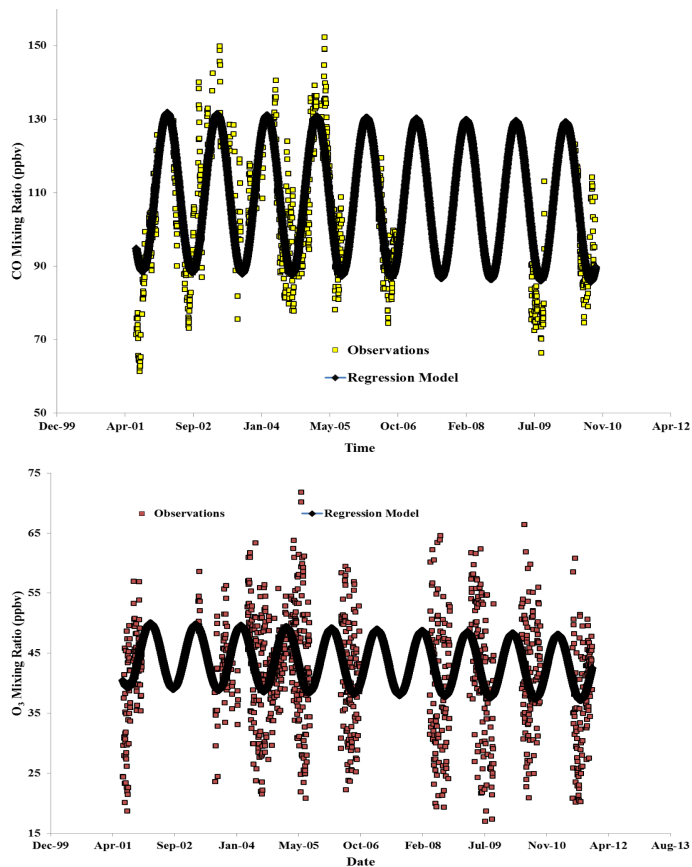 150
130
110
90
70
50
CO Mixing Ratio (ppbv)
Observations
Regression Model
Dec-99 Apr-01 Sep-02 Jan-04 May-05 Oct-06 Feb-08 Jul-09 Nov-10 Apr-12
Time
75
65
55
45
35
25
15
O3 Mixing Ratio (ppbv)
Observations Regression Model
Dec-99 Apr-01 Sep-02 Jan-04 May-05 Oct-06 Feb-08 Jul-09 Nov-10 Apr-12 Aug-13
Date